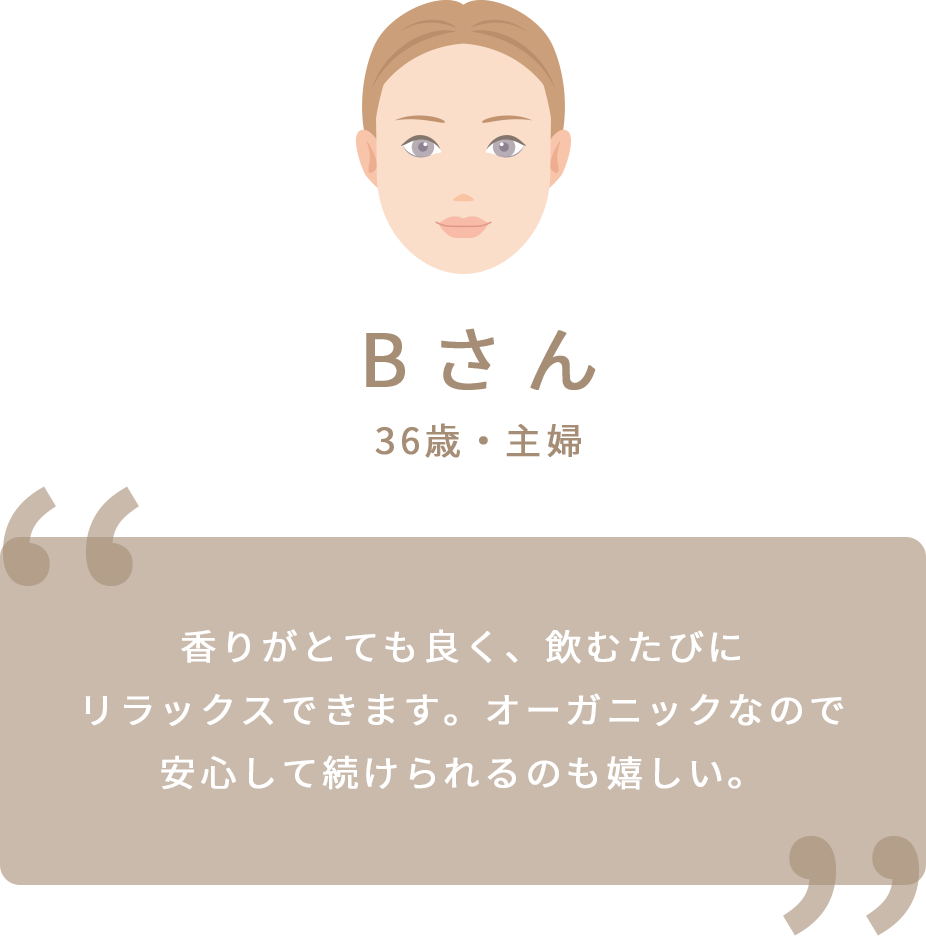 Bさん
36歳・主婦
香りがとても良く、飲むたびに
リラックスできます。オーガニックなので
安心して続けられるのも嬉しい。